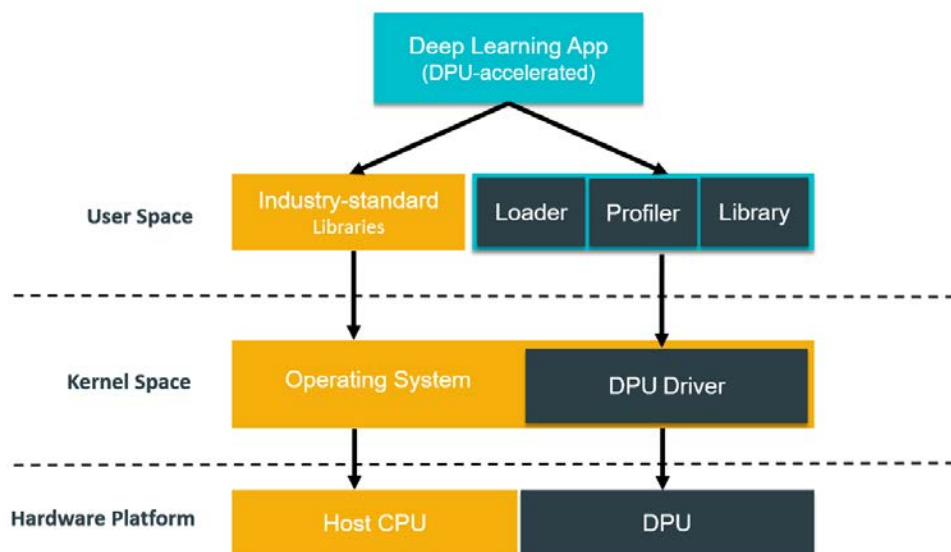 Deep Learning App
(DPU-accelerated)
User Space
Industry-standard
Libraries
Loader
Profiler
Library
Kernel Space
Operating System
DPU Driver
Hardware Platform
Host CPU
DPU